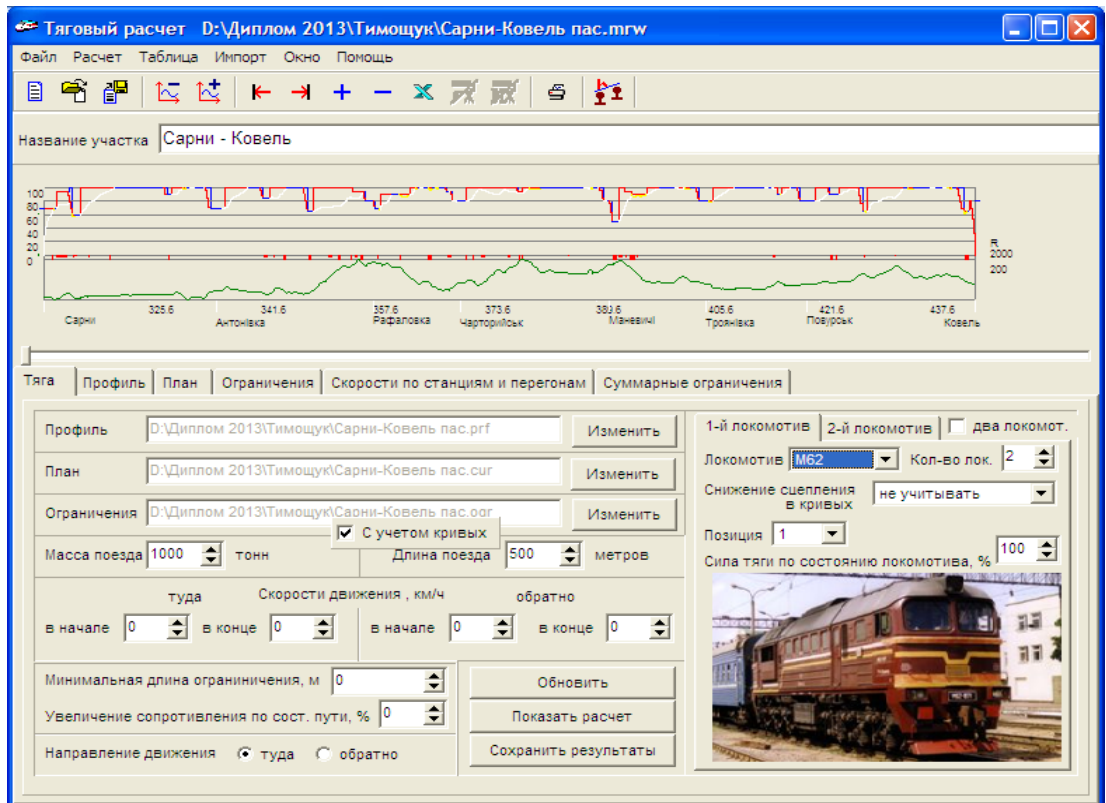 Тяговый расчет D:\Диплом 2013\Тимощук\Сарни-Ковель пас.mrw
Файл Расчет Таблица Импорт Окно Помощь
Название участка Сарни - Ковель
100
80
60
40
20
0
R
2000
200
325.6 341.6 357.6 373.6 389.6 405.6 421.6 437.6
Сарни Антонівка Рафаловка Чарторийськ Маневичі Троянівка Повурськ Ковель
Тяга Профиль План Ограничения Скорости по станциям и перегонам Суммарные ограничения
Профиль D:\Диплом 2013\Тимощук\Сарни-Ковель пас.prf Изменить
План D:\Диплом 2013\Тимощук\Сарни-Ковель пас.cur Изменить
Ограничения D:\Диплом 2013\Тимощук\Сарни-Ковель пас.ogr Изменить
С учетом кривых
Масса поезда 1000 тонн Длина поезда 500 метров
туда Скорости движения , км/ч обратно
в начале 0 в конце 0 в начале 0 в конце 0
Минимальная длина ограниничения, м 0
Увеличение сопротивления по сост. пути, % 0
Направление движения туда обратно
Обновить
Показать расчет
Сохранить результаты
1-й локомотив 2-й локомотив два локомот.
Локомотив М62 Кол-во лок. 2
Снижение сцепления в кривых не учитывать
Позиция 1
Сила тяги по состоянию локомотива, % 100